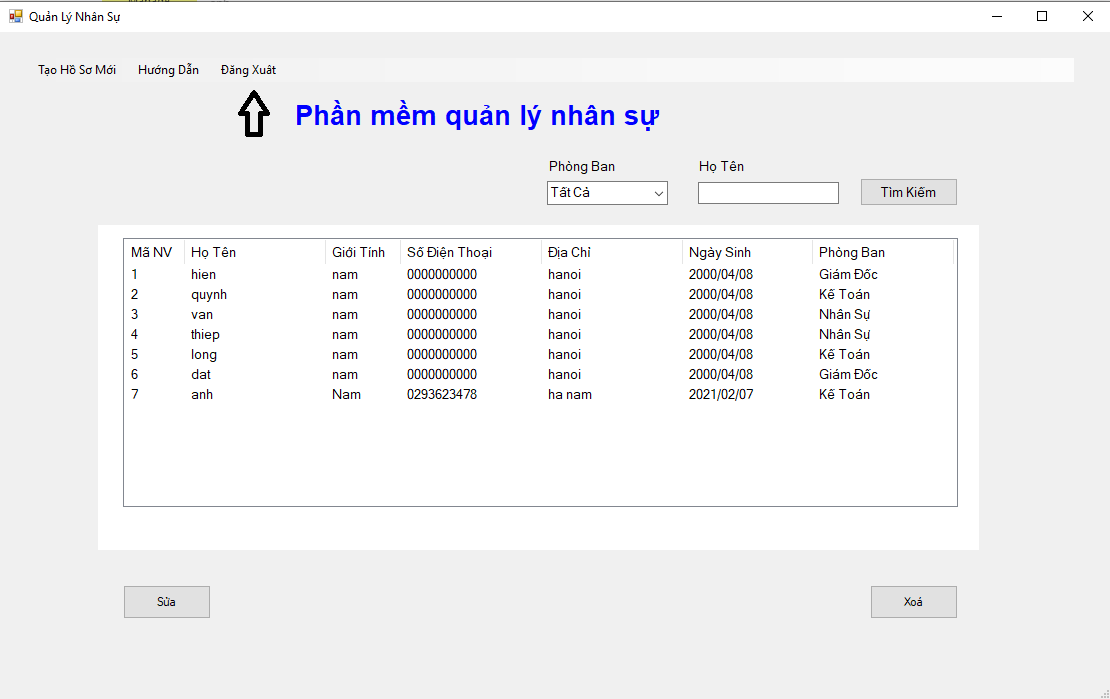 Quản Lý Nhân Sự
Tạo Hồ Sơ Mới Hướng Dẫn Đăng Xuât
Phần mềm quản lý nhân sự
Phòng Ban Họ Tên
Tất Cả Tìm Kiếm
Mã NV Họ Tên Giới Tính Số Điện Thoại Địa Chỉ Ngày Sinh Phòng Ban
1 hien nam 0000000000 hanoi 2000/04/08 Giám Đốc
2 quynh nam 0000000000 hanoi 2000/04/08 Kế Toán
3 van nam 0000000000 hanoi 2000/04/08 Nhân Sự
4 thiep nam 0000000000 hanoi 2000/04/08 Nhân Sự
5 long nam 0000000000 hanoi 2000/04/08 Kế Toán
6 dat nam 0000000000 hanoi 2000/04/08 Giám Đốc
7 anh Nam 0293623478 ha nam 2021/02/07 Kế Toán
Sửa Xoá